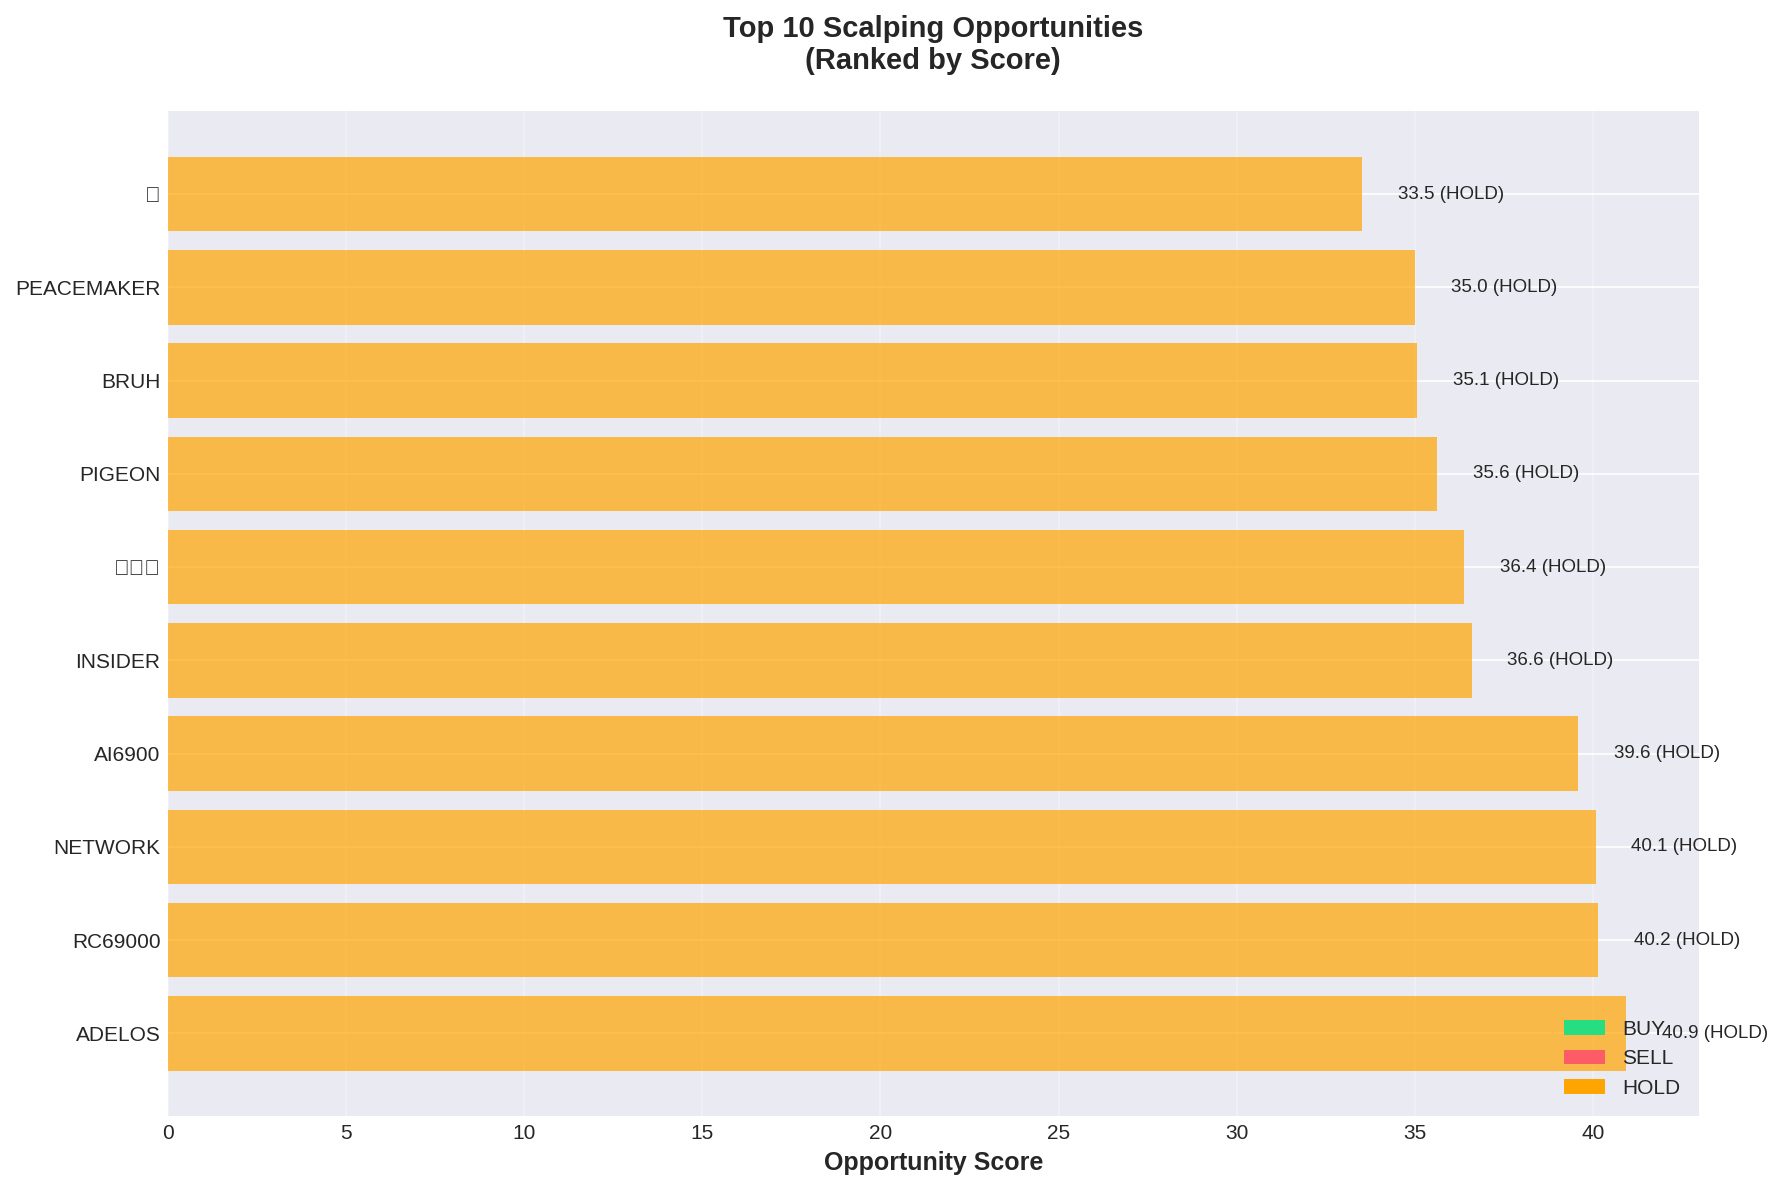 Top 10 Scalping Opportunities
(Ranked by Score)
33.5 (HOLD)
PEACEMAKER
35.0 (HOLD)
BRUH
35.1 (HOLD)
PIGEON
35.6 (HOLD)
36.4 (HOLD)
INSIDER
36.6 (HOLD)
AI6900
39.6 (HOLD)
NETWORK
40.1 (HOLD)
RC69000
40.2 (HOLD)
ADELOS
40.9 (HOLD)
BUY
SELL
HOLD
0 5 10 15 20 25 30 35 40
Opportunity Score